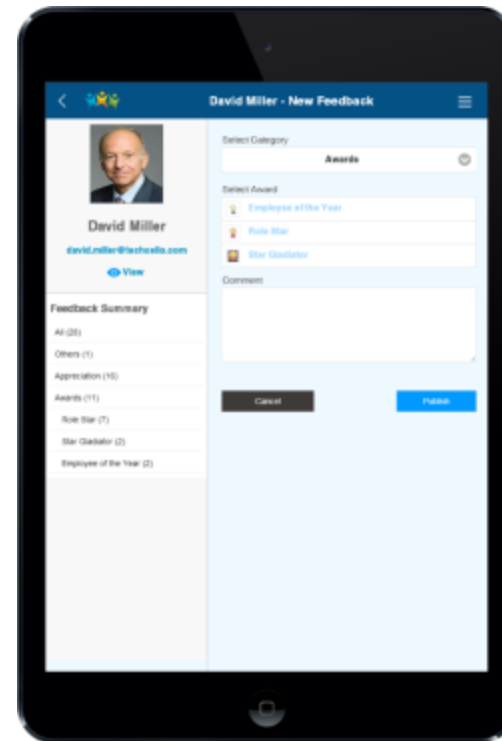 David Miller - New Feedback
David Miller
david.miller@techcello.com
View
Feedback Summary
All (28)
Others (1)
Appreciation (16)
Awards (11)
Role Star (7)
Star Gladiator (2)
Employee of the Year (2)
Select Category
Awards
Select Award
Employee of the Year
Role Star
Star Gladiator
Comment
Cancel
Publish